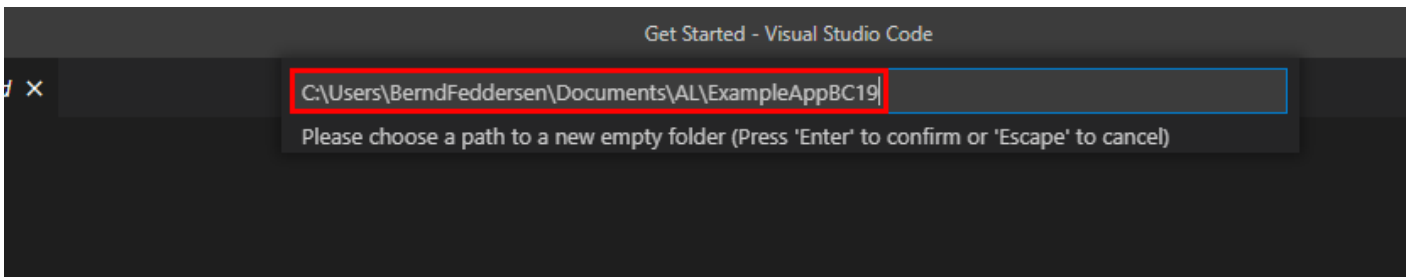 Get Started - Visual Studio Code
d ×
C:\Users\BerndFeddersen\Documents\AL\ExampleAppBC19
Please choose a path to a new empty folder (Press 'Enter' to confirm or 'Escape' to cancel)